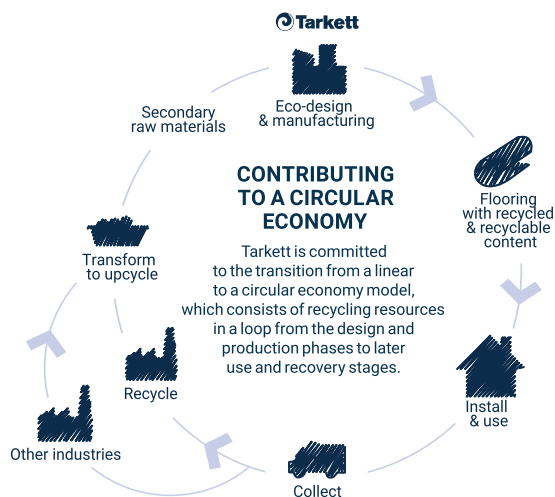 Tarkett
Eco-design
& manufacturing
Secondary
raw materials
Flooring
with recycled
& recyclable
content
CONTRIBUTING
TO A CIRCULAR
ECONOMY
Tarkett is committed
to the transition from a linear
to a circular economy model,
which consists of recycling resources
in a loop from the design and
production phases to later
use and recovery stages.
Transform
to upcycle
Install
& use
Recycle
Other industries
Collect